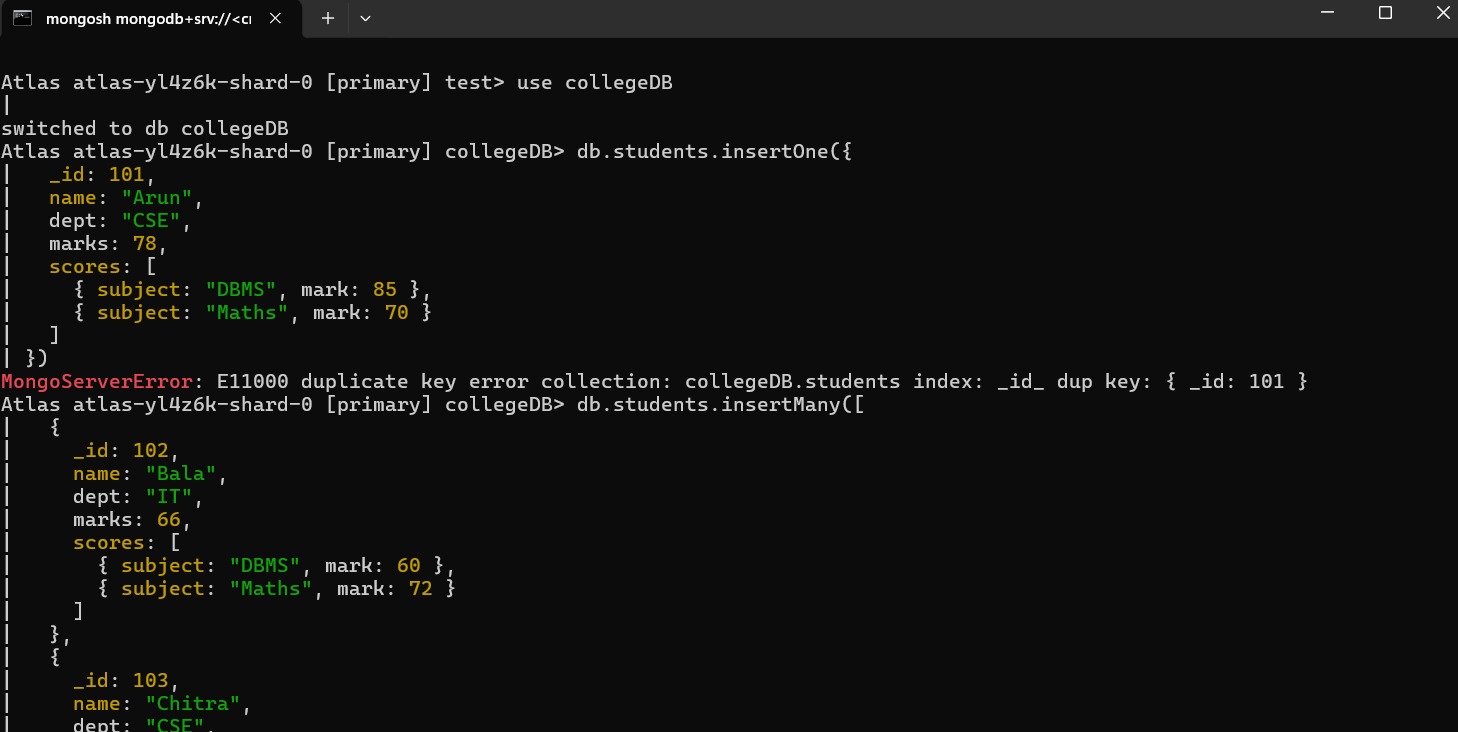 mongosh mongodb+srv://<cr
Atlas atlas-yl4z6k-shard-0 [primary] test> use collegeDB
|
switched to db collegeDB
Atlas atlas-yl4z6k-shard-0 [primary] collegeDB> db.students.insertOne({
|   _id: 101,
|   name: "Arun",
|   dept: "CSE",
|   marks: 78,
|   scores: [
|     { subject: "DBMS", mark: 85 },
|     { subject: "Maths", mark: 70 }
|   ]
| })
MongoServerError: E11000 duplicate key error collection: collegeDB.students index: _id_ dup key: { _id: 101 }
Atlas atlas-yl4z6k-shard-0 [primary] collegeDB> db.students.insertMany([
|   {
|     _id: 102,
|     name: "Bala",
|     dept: "IT",
|     marks: 66,
|     scores: [
|       { subject: "DBMS", mark: 60 },
|       { subject: "Maths", mark: 72 }
|     ]
|   },
|   {
|     _id: 103,
|     name: "Chitra",
|     dept: "CSE",